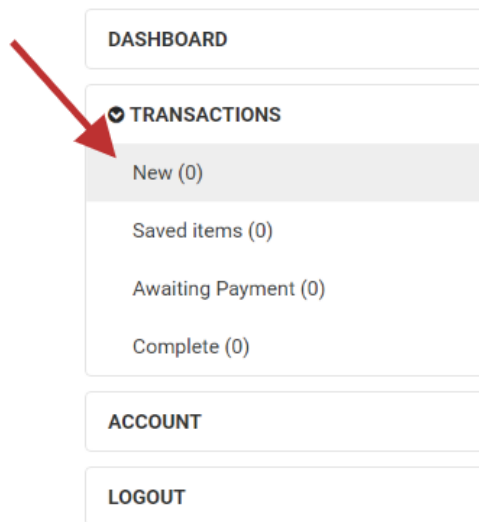 DASHBOARD
TRANSACTIONS
New (0)
Saved items (0)
Awaiting Payment (0)
Complete (0)
ACCOUNT
LOGOUT